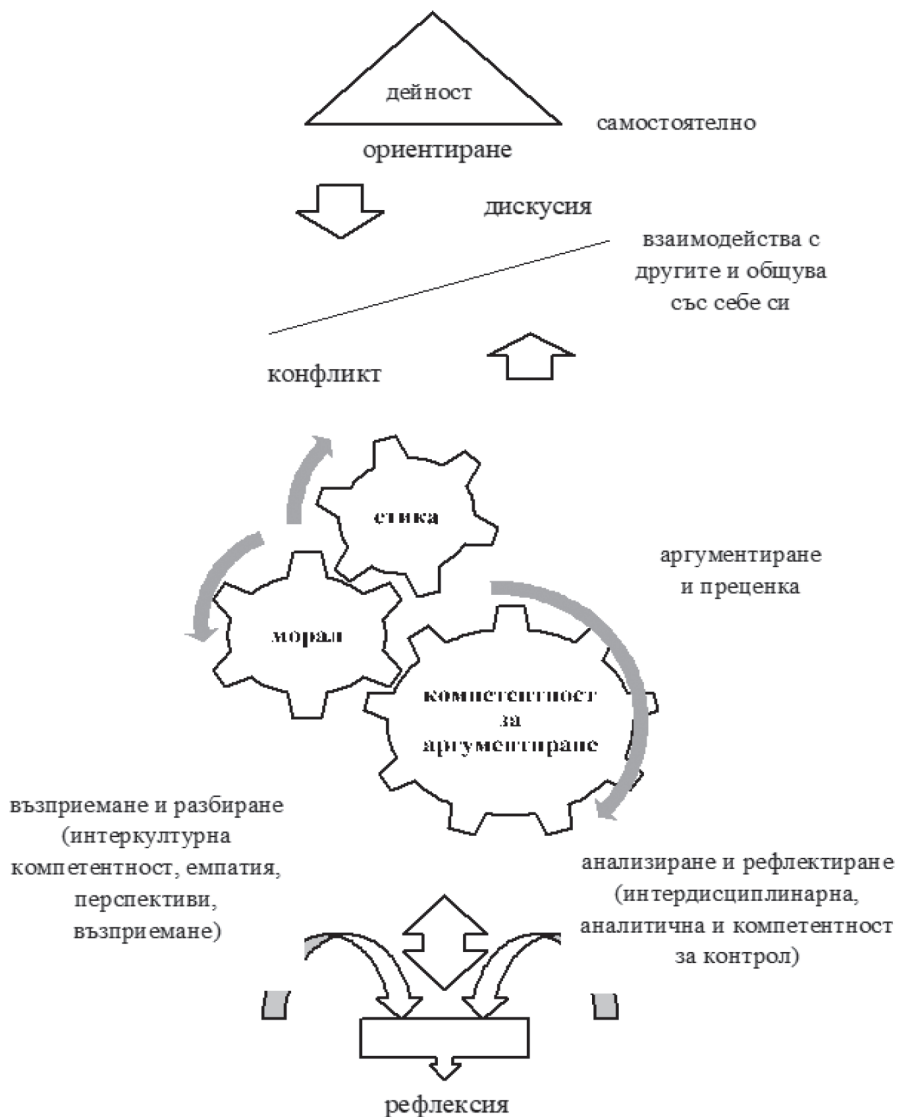 дейност
самостоятелно
ориентиране
дискусия
взаимодейства с
другите и общува
със себе си
конфликт
етика
аргументиране
и преценка
морал
компетентност
за
аргументиране
възприемане и разбиране
(интеркултурна
компетентност, емпатия,
перспективи,
възприемане)
анализиране и рефлектиране
(интердисциплинарна,
аналитична и компетентност
за контрол)
рефлексия